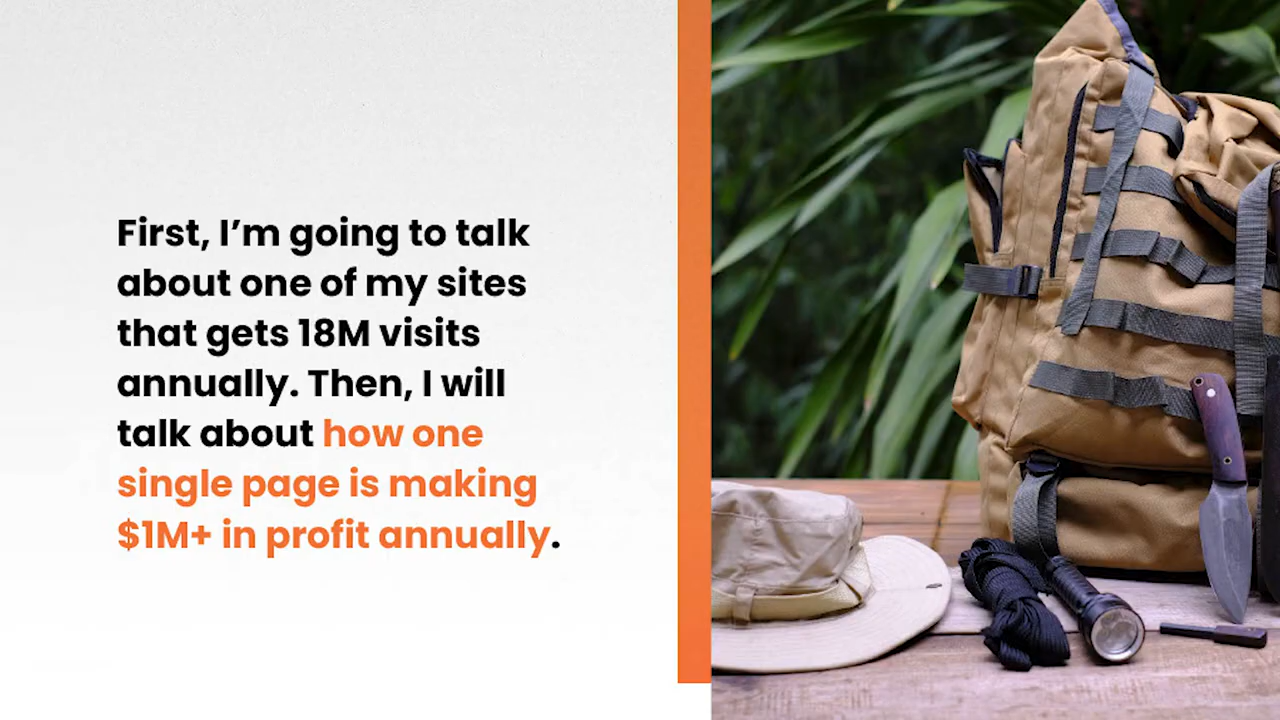 First, I’m going to talk
about one of my sites
that gets 18M visits
annually. Then, I will
talk about how one
single page is making
$1M+ in profit annually.